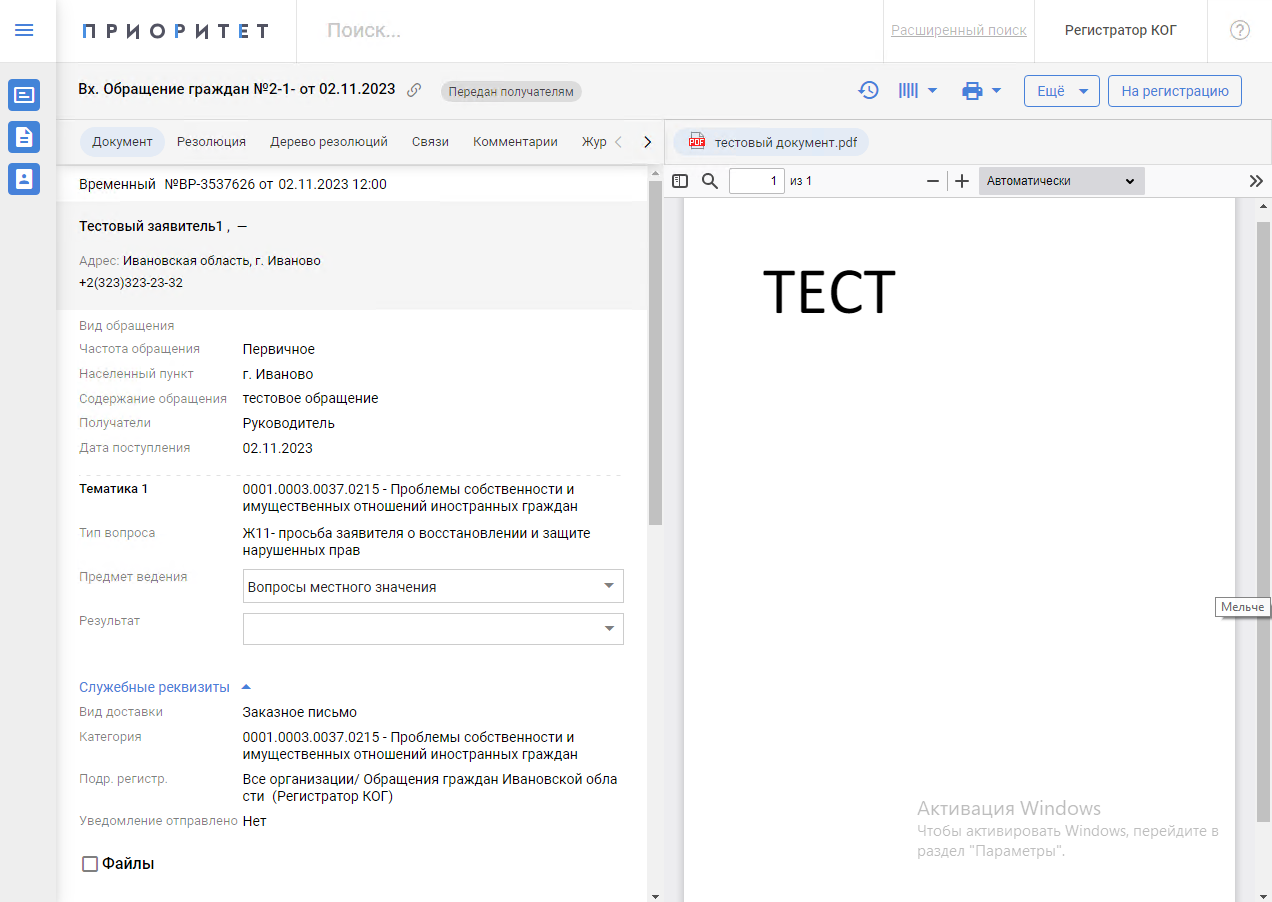 ПРИОРИТЕТ
Поиск...
Расширенный поиск
Регистратор КОГ
?
Вх. Обращение граждан №2-1- от 02.11.2023
Передан получателям
Ещё
На регистрацию
Документ
Резолюция
Дерево резолюций
Связи
Комментарии
Жур
PDF
тестовый документ.pdf
Временный №ВР-3537626 от 02.11.2023 12:00
1
из 1
Автоматически
Тестовый заявитель1 , —
Адрес: Ивановская область, г. Иваново
+2(323)323-23-32
Вид обращения
Частота обращения Первичное
Населенный пункт г. Иваново
Содержание обращения тестовое обращение
Получатели Руководитель
Дата поступления 02.11.2023
Тематика 1 0001.0003.0037.0215 - Проблемы собственности и
имущественных отношений иностранных граждан
Тип вопроса Ж11- просьба заявителя о восстановлении и защите
нарушенных прав
Предмет ведения Вопросы местного значения
Результат
Служебные реквизиты
Вид доставки Заказное письмо
Категория 0001.0003.0037.0215 - Проблемы собственности и
имущественных отношений иностранных граждан
Подр. регистр. Все организации/ Обращения граждан Ивановской обла
сти (Регистратор КОГ)
Уведомление отправлено Нет
Файлы
ТЕСТ
Мельче
Активация Windows
Чтобы активировать Windows, перейдите в
раздел "Параметры".